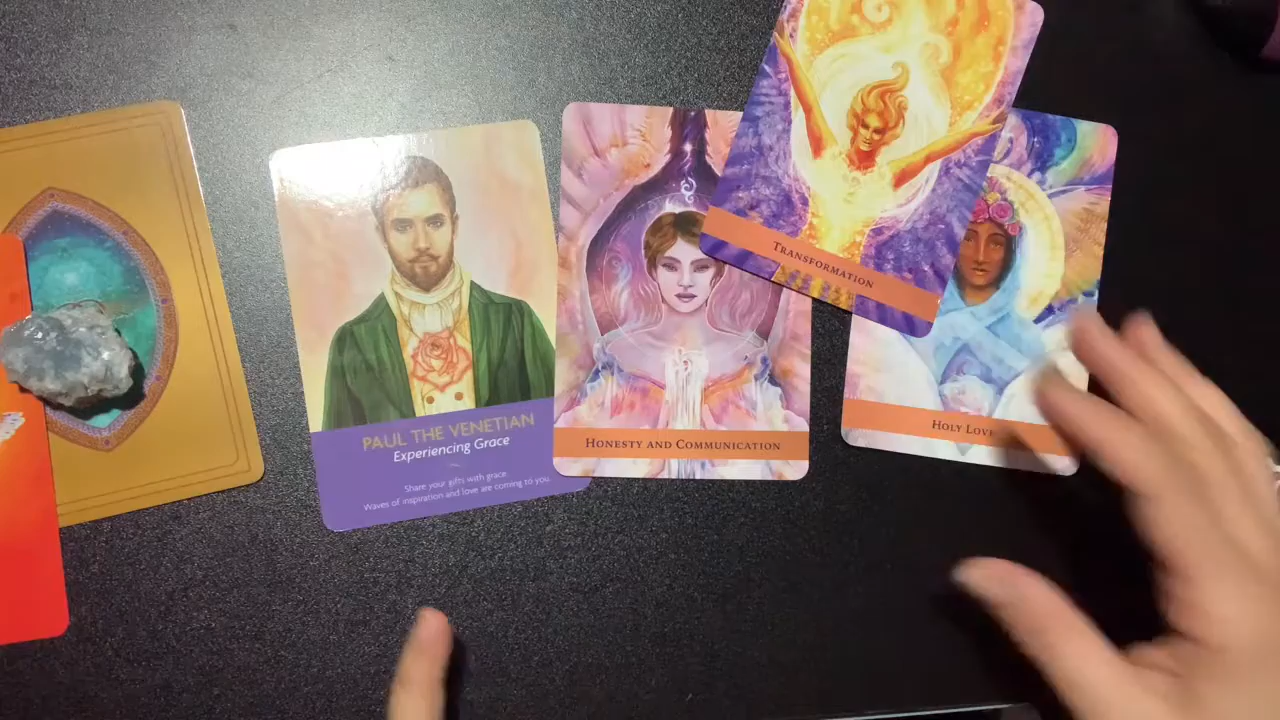 PAUL THE VENETIAN
Experiencing Grace
Share your gifts with grace.
Waves of inspiration and love are coming to you.
HONESTY AND COMMUNICATION
TRANSFORMATION
HOLY LOVE